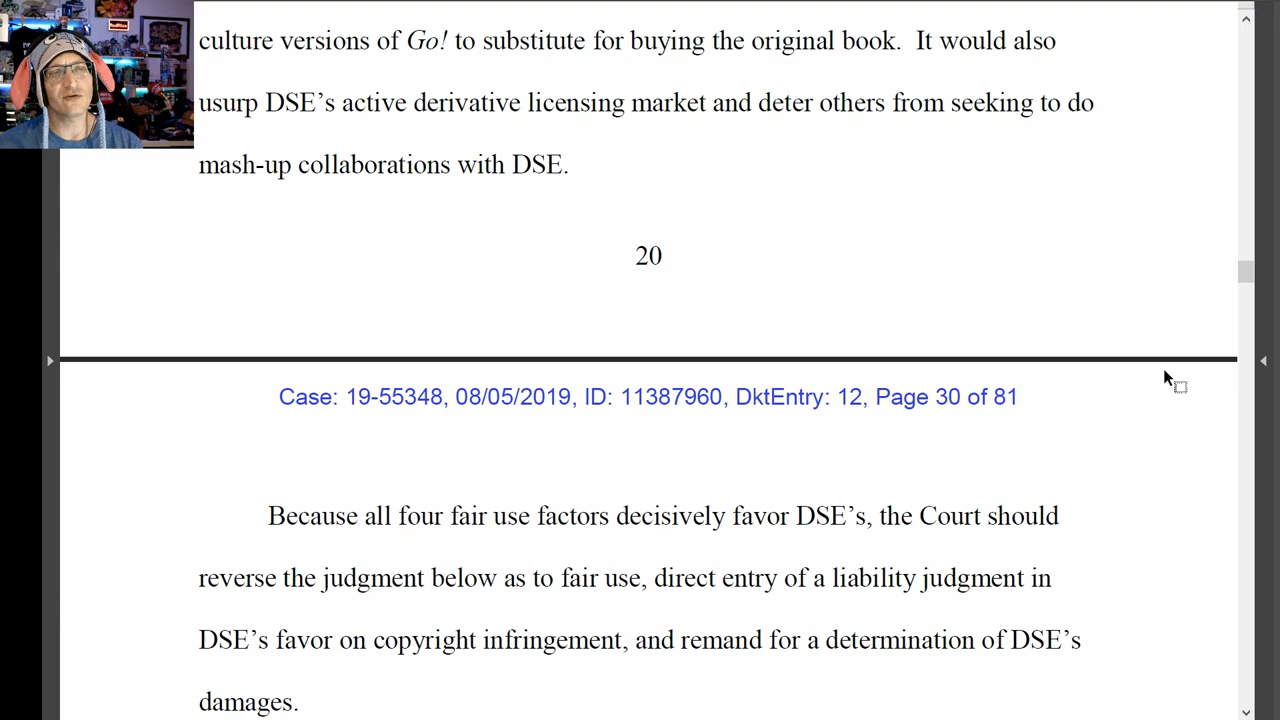 culture versions of Go! to substitute for buying the original book. It would also
usurp DSE’s active derivative licensing market and deter others from seeking to do
mash-up collaborations with DSE.
20
Case: 19-55348, 08/05/2019, ID: 11387960, DktEntry: 12, Page 30 of 81
Because all four fair use factors decisively favor DSE’s, the Court should
reverse the judgment below as to fair use, direct entry of a liability judgment in
DSE’s favor on copyright infringement, and remand for a determination of DSE’s
damages.